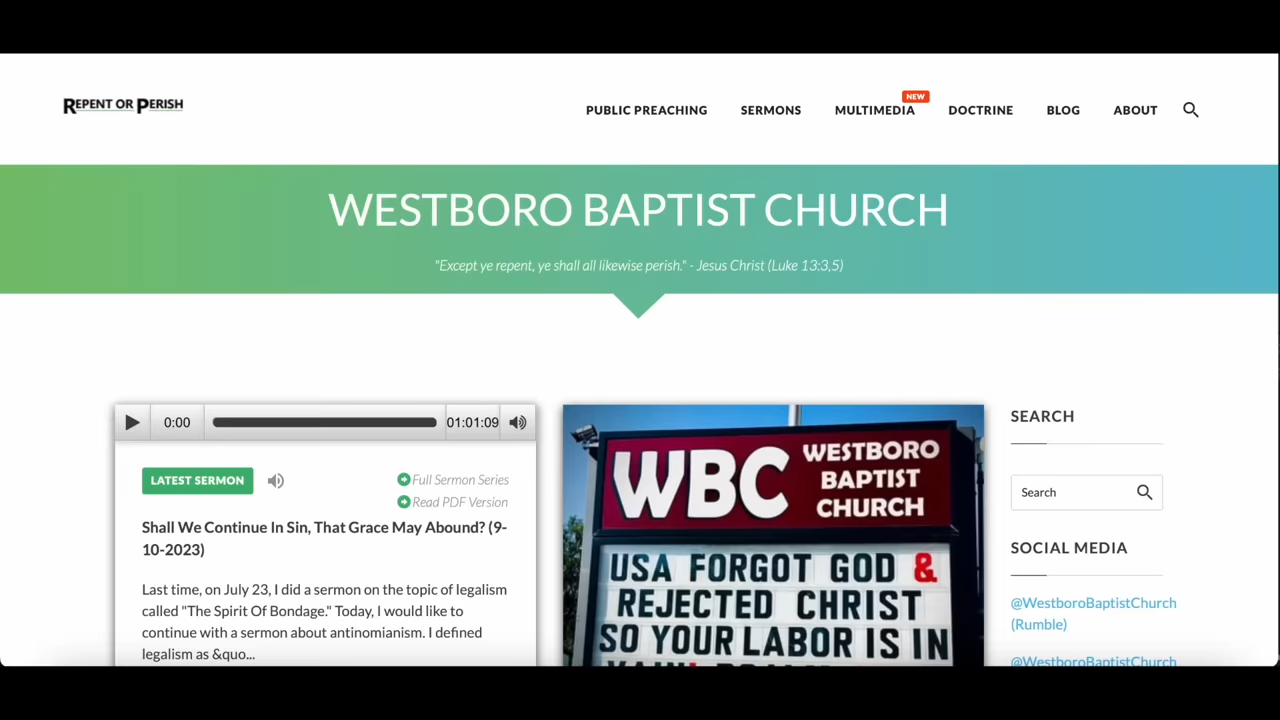 REPENT OR PERISH
NEW
PUBLIC PREACHING SERMONS MULTIMEDIA DOCTRINE BLOG ABOUT
WESTBORO BAPTIST CHURCH
"Except ye repent, ye shall all likewise perish." - Jesus Christ (Luke 13:3,5)
0:00 01:01:09
LATEST SERMON
Full Sermon Series
Read PDF Version
Shall We Continue In Sin, That Grace May Abound? (9-
10-2023)
Last time, on July 23, I did a sermon on the topic of legalism
called "The Spirit Of Bondage." Today, I would like to
continue with a sermon about antinomianism. I defined
legalism as &quo...
WBC
WESTBORO
BAPTIST
CHURCH
USA FORGOT GOD &
REJECTED CHRIST
SO YOUR LABOR IS IN
SEARCH
Search
SOCIAL MEDIA
@WestboroBaptistChurch
(Rumble)
@WestboroBaptistChurch